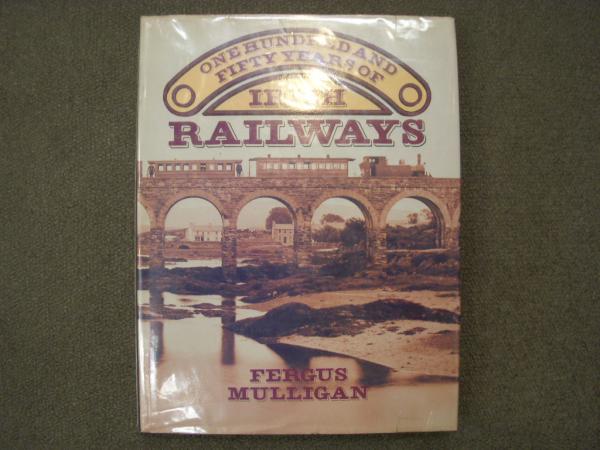 ONE HUNDRED AND
FIFTY YEARS OF
IRISH
RAILWAYS
FERGUS
MULLIGAN